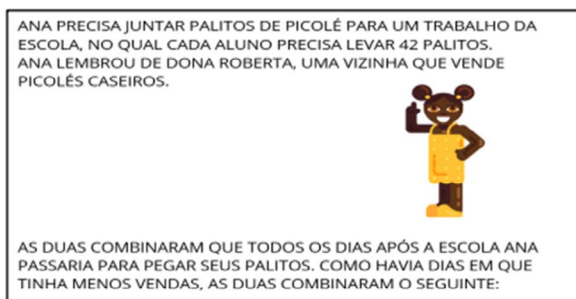 ANA PRECISA JUNTAR PALITOS DE PICOLÉ PARA UM TRABALHO DA
ESCOLA, NO QUAL CADA ALUNO PRECISA LEVAR 42 PALITOS.
ANA LEMBROU DE DONA ROBERTA, UMA VIZINHA QUE VENDE
PICOLÉS CASEIROS.
AS DUAS COMBINARAM QUE TODOS OS DIAS APÓS A ESCOLA ANA
PASSARIA PARA PEGAR SEUS PALITOS. COMO HAVIA DIAS EM QUE
TINHA MENOS VENDAS, AS DUAS COMBINARAM O SEGUINTE: